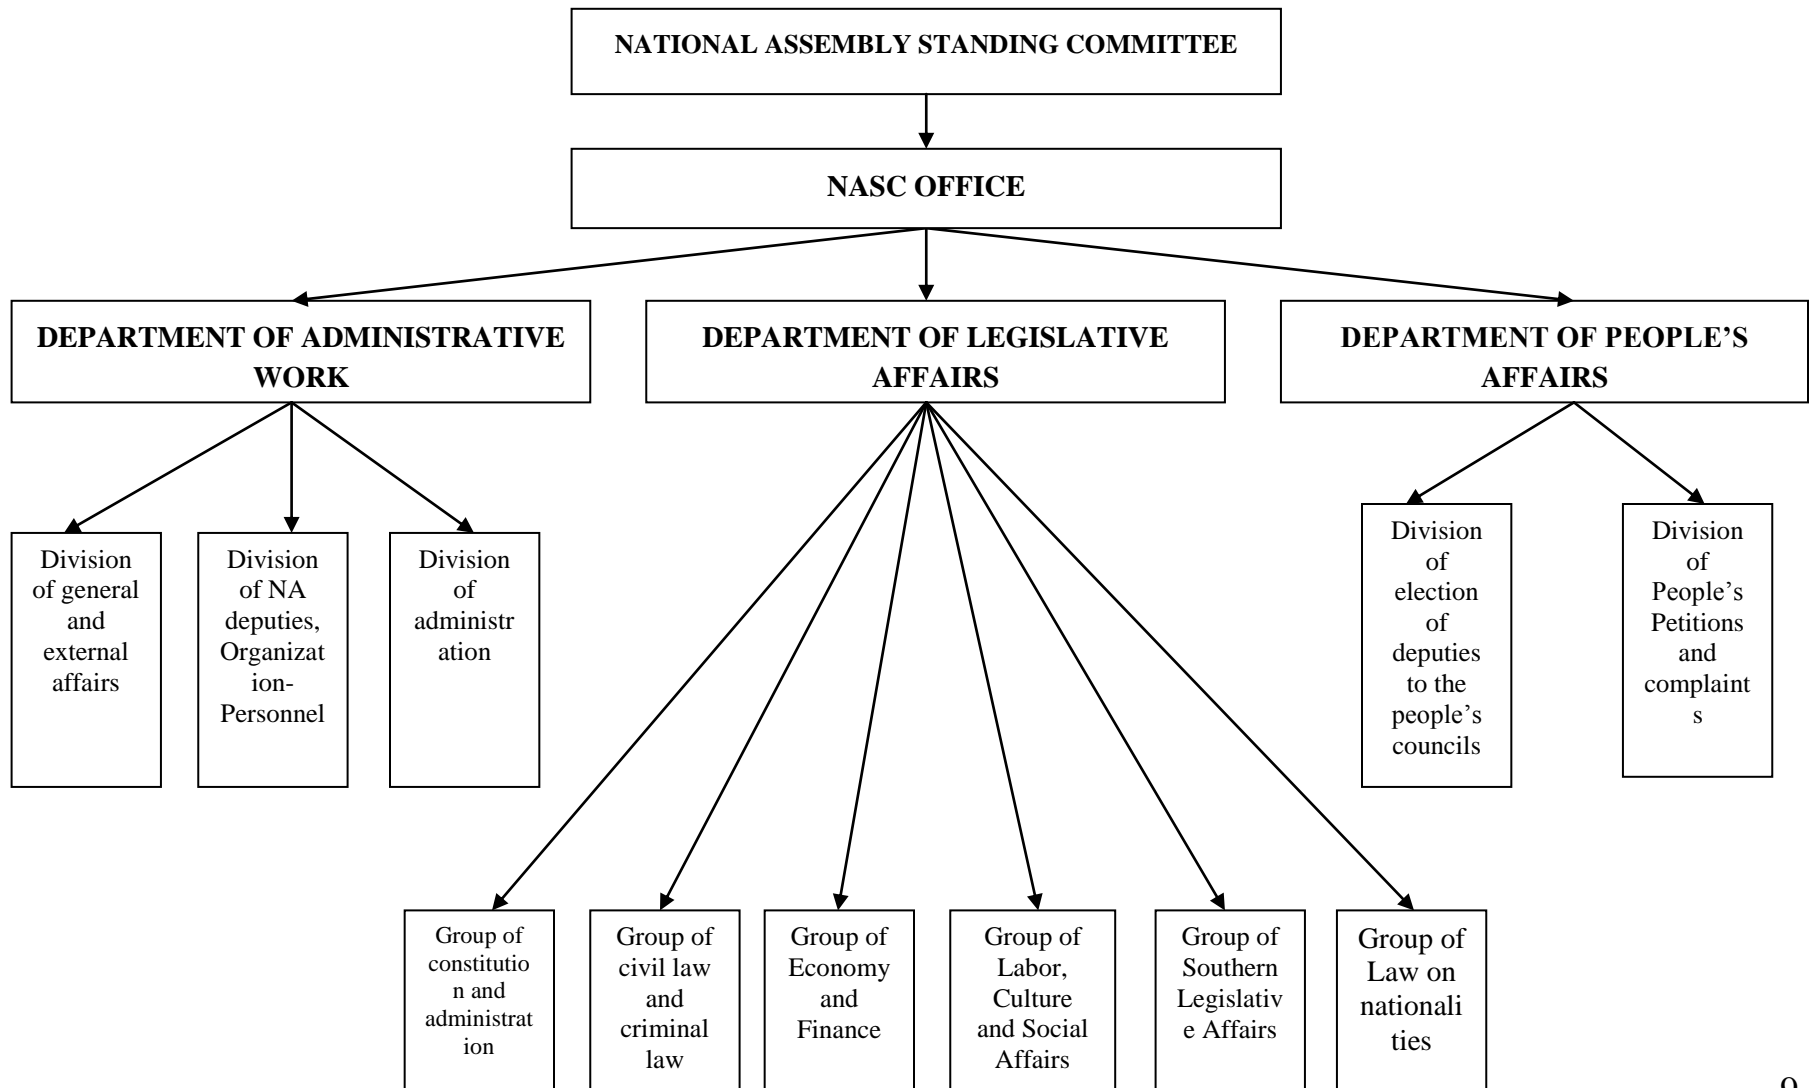 NATIONAL ASSEMBLY STANDING COMMITTEE
NASC OFFICE
DEPARTMENT OF ADMINISTRATIVE
WORK
DEPARTMENT OF LEGISLATIVE
AFFAIRS
DEPARTMENT OF PEOPLE’S
AFFAIRS
Division
of general
and
external
affairs
Division
of NA
deputies,
Organizat
ion-
Personnel
Division
of
administr
ation
Division
of
election
of
deputies
to the
people’s
councils
Division
of
People’s
Petitions
and
complaint
s
Group of
constitutio
n and
administrat
ion
Group of
civil law
and
criminal
law
Group of
Economy
and
Finance
Group of
Labor,
Culture
and Social
Affairs
Group of
Southern
Legislativ
e Affairs
Group of
Law on
nationali
ties